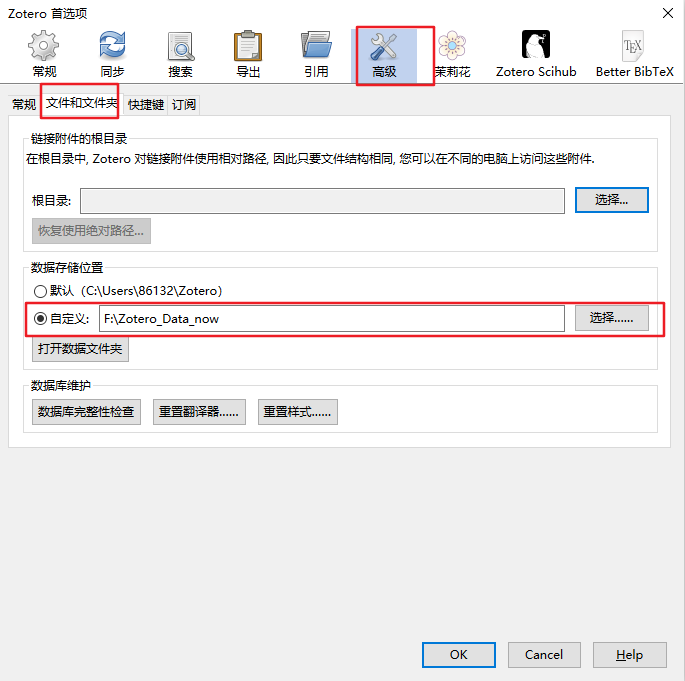 Zotero 首选项
常规 同步 搜索 导出 引用 高级 茉莉花 Zotero Scihub Better BibTeX
常规 文件和文件夹 快捷键 订阅
链接附件的根目录
在根目录中, Zotero 对链接附件使用相对路径, 因此只要文件结构相同, 您可以在不同的电脑上访问这些附件.
根目录: 选择...
恢复使用绝对路径...
数据存储位置
默认（C:\Users\86132\Zotero）
自定义: F:\Zotero_Data_now 选择......
打开数据文件夹
数据库维护
数据库完整性检查 重置翻译器...... 重置样式......
OK Cancel Help